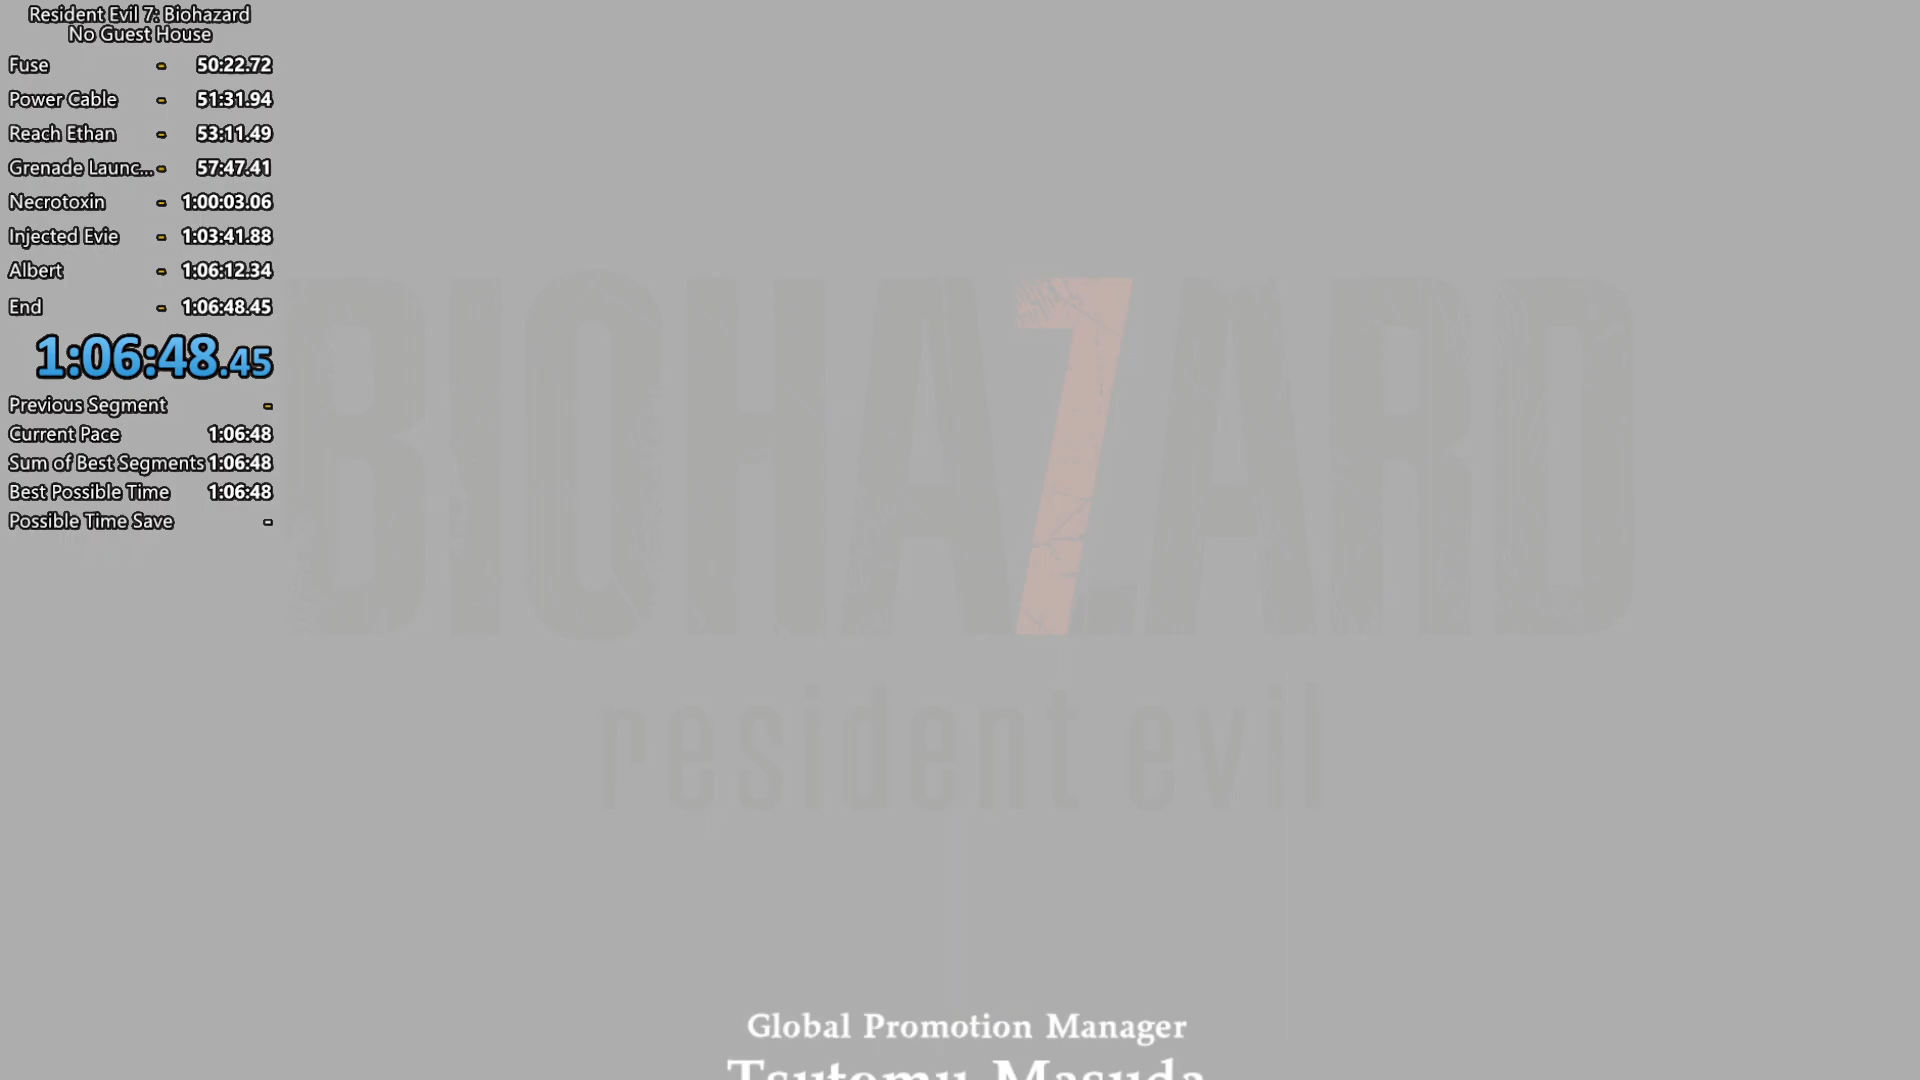 Resident Evil 7: Biohazard
No Guest House
Fuse - 50:22.72
Power Cable - 51:31.94
Reach Ethan - 53:11.49
Grenade Launc... - 57:47.41
Necrotoxin - 1:00:03.06
Injected Evie - 1:03:41.88
Albert - 1:06:12.34
End - 1:06:48.45
1:06:48.45
Previous Segment -
Current Pace 1:06:48
Sum of Best Segments 1:06:48
Best Possible Time 1:06:48
Possible Time Save -
BIOHA7ARD
resident evil
Global Promotion Manager
Tsutomu Masuda